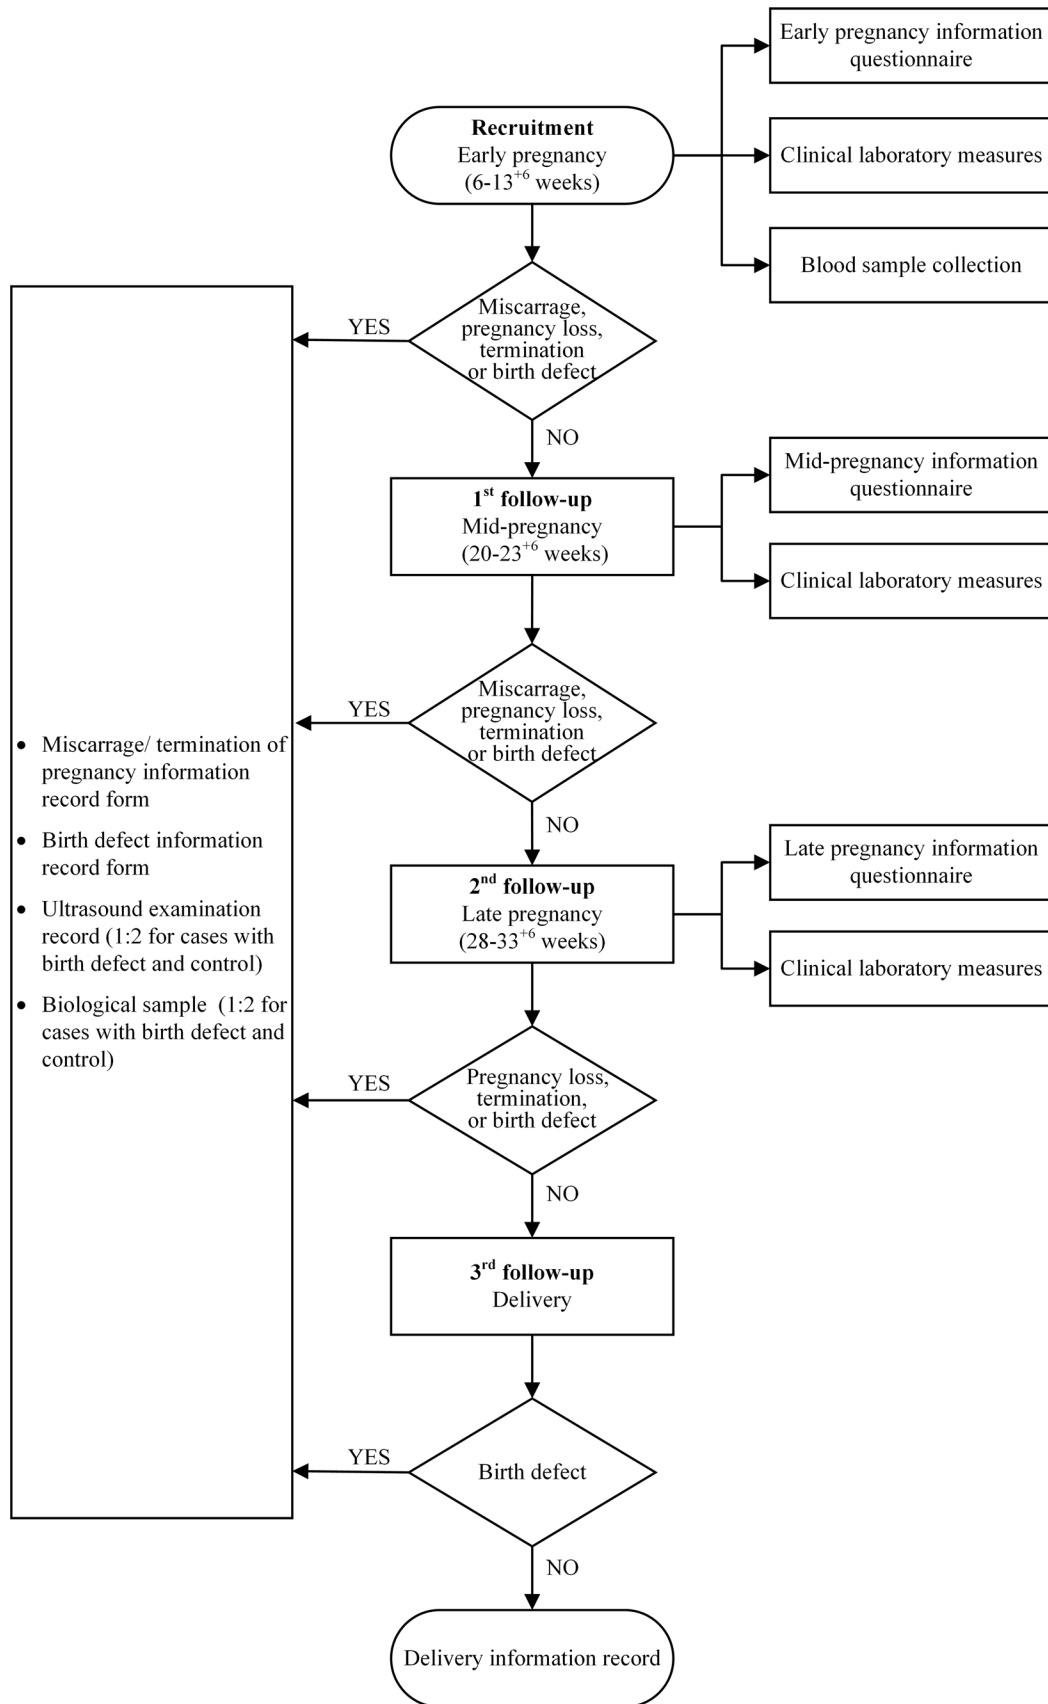 Early pregnancy information
questionnaire
Recruitment
Early pregnancy
(6-13⁺⁶ weeks)
Clinical laboratory measures
Blood sample collection
Miscarrage,
pregnancy loss,
termination
or birth defect
YES
NO
Mid-pregnancy information
questionnaire
1ˢᵗ follow-up
Mid-pregnancy
(20-23⁺⁶ weeks)
Clinical laboratory measures
Miscarrage,
pregnancy loss,
termination
or birth defect
YES
NO
• Miscarrage/ termination of
pregnancy information
record form
• Birth defect information
record form
• Ultrasound examination
record (1:2 for cases with
birth defect and control)
• Biological sample (1:2 for
cases with birth defect and
control)
Late pregnancy information
questionnaire
2ⁿᵈ follow-up
Late pregnancy
(28-33⁺⁶ weeks)
Clinical laboratory measures
Pregnancy loss,
termination,
or birth defect
YES
NO
3ʳᵈ follow-up
Delivery
YES
Birth defect
NO
Delivery information record